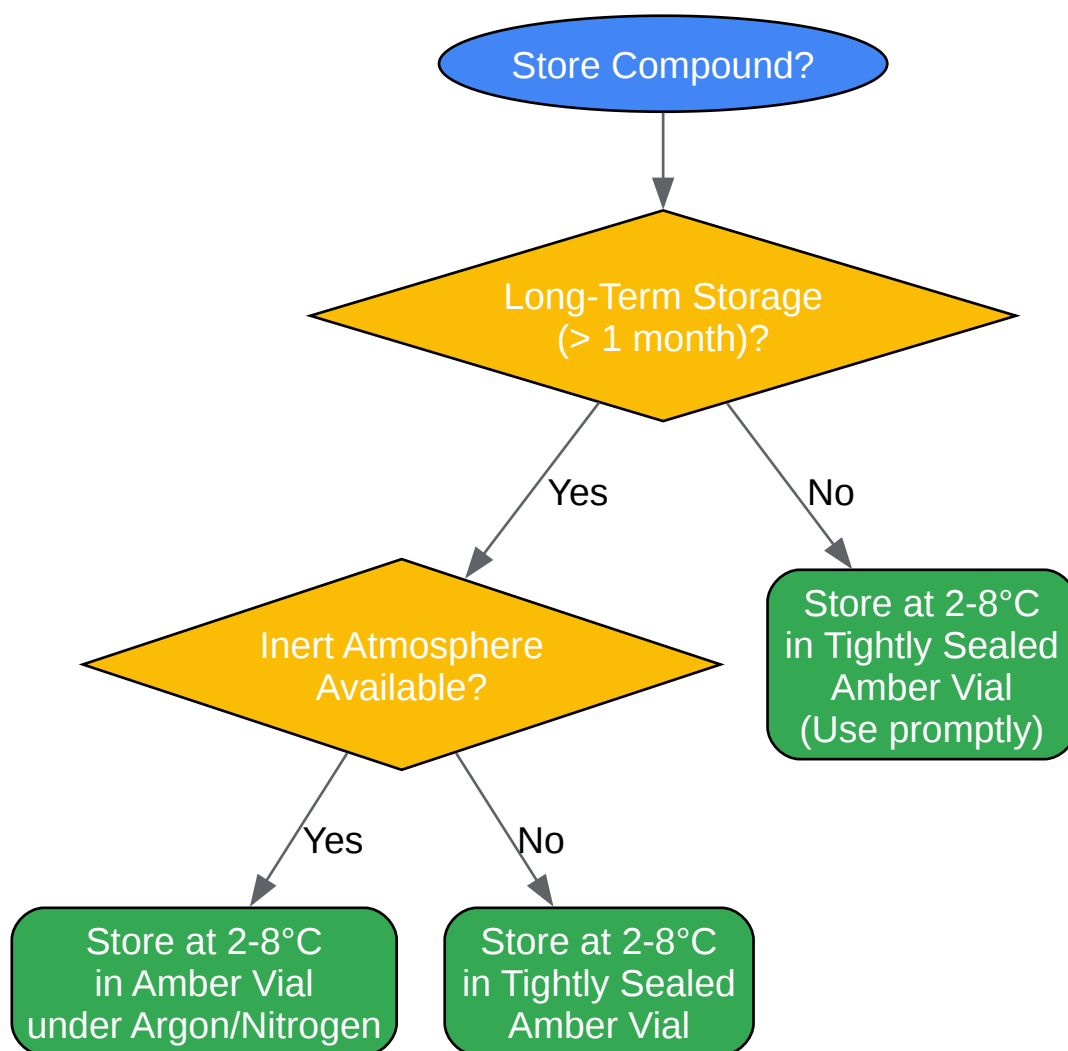 Store Compound?
Long-Term Storage
(> 1 month)?
Yes
No
Inert Atmosphere
Available?
Store at 2-8°C
in Tightly Sealed
Amber Vial
(Use promptly)
Yes
No
Store at 2-8°C
in Amber Vial
under Argon/Nitrogen
Store at 2-8°C
in Tightly Sealed
Amber Vial